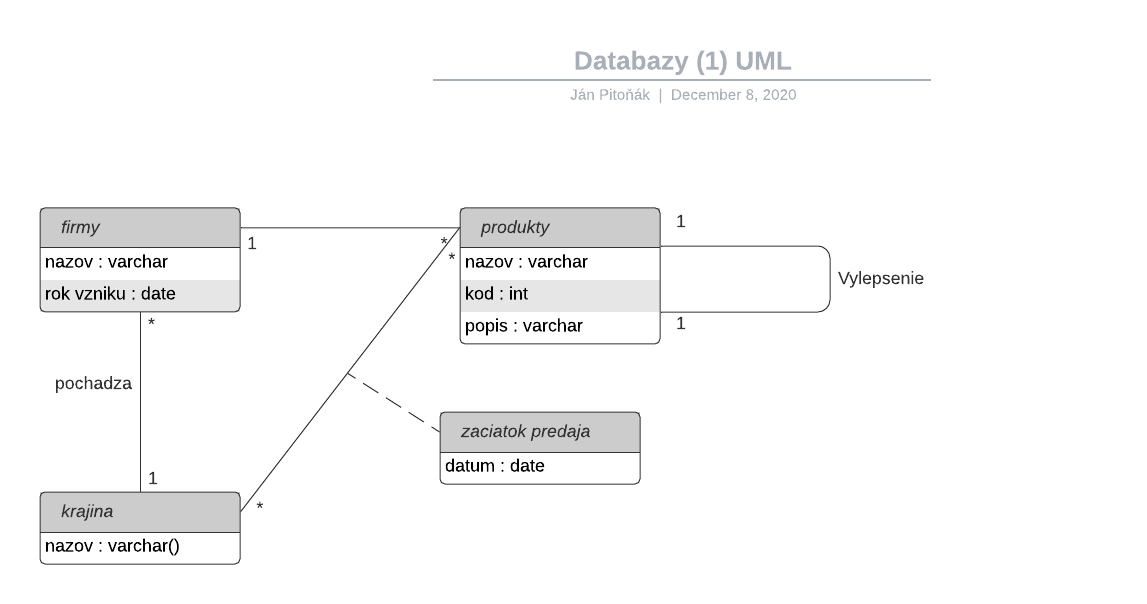 Databazy (1) UML
Ján Pitoňák | December 8, 2020
firmy
nazov : varchar
rok vzniku : date
1
*
*
produkty
nazov : varchar
kod : int
popis : varchar
1
Vylepsenie
1
*
pochadza
1
zaciatok predaja
datum : date
krajina
nazov : varchar()
*